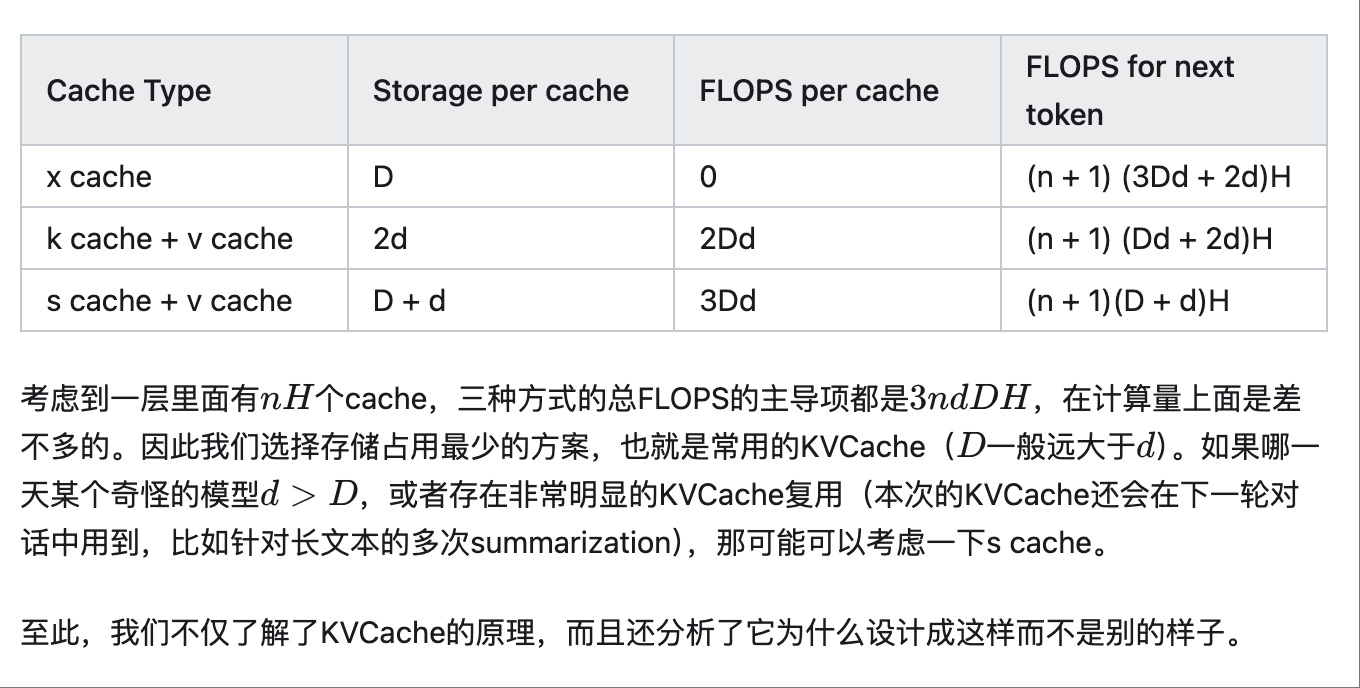 Cache Type Storage per cache FLOPS per cache FLOPS for next token
x cache D 0 (n + 1) (3Dd + 2d)H
k cache + v cache 2d 2Dd (n + 1) (Dd + 2d)H
s cache + v cache D + d 3Dd (n + 1)(D + d)H
考虑到一层里面有nH个cache，三种方式的总FLOPS的主导项都是3ndDH，在计算量上面是差
不多的。因此我们选择存储占用最少的方案，也就是常用的KVCache（D一般远大于d）。如果哪一
天某个奇怪的模型d > D，或者存在非常明显的KVCache复用（本次的KVCache还会在下一轮对
话中用到，比如针对长文本的多次summarization），那可能可以考虑一下s cache。
至此，我们不仅了解了KVCache的原理，而且还分析了它为什么设计成这样而不是别的样子。